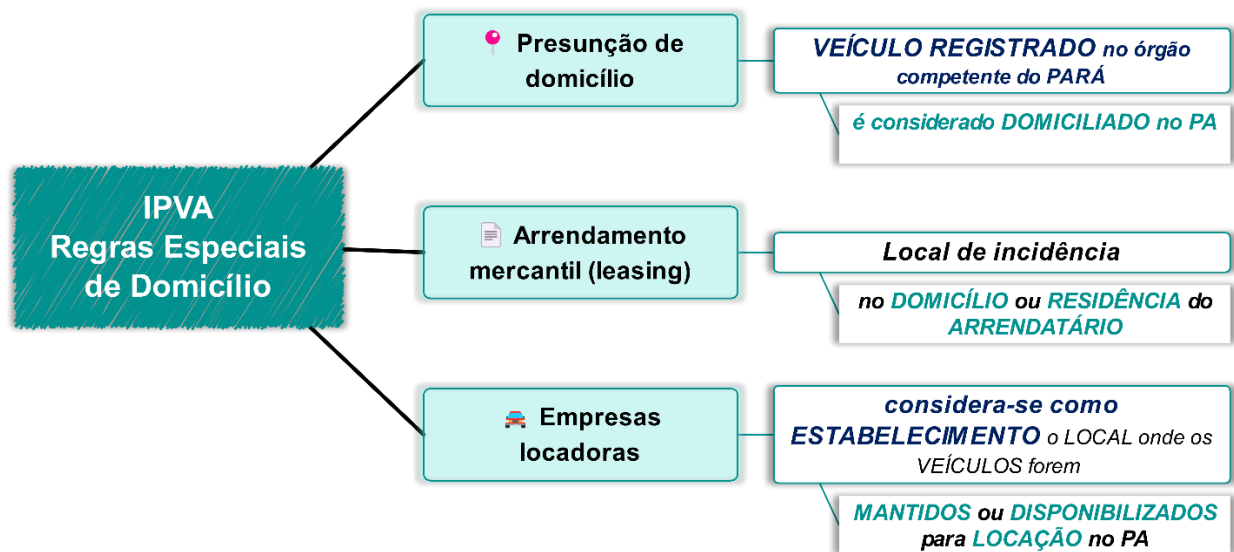 IPVA
Regras Especiais
de Domicílio
Presunção de
domicílio
VEÍCULO REGISTRADO no órgão
competente do PARÁ
é considerado DOMICILIADO no PA
Arrendamento
mercantil (leasing)
Local de incidência
no DOMICÍLIO ou RESIDÊNCIA do
ARRENDATÁRIO
Empresas
locadoras
considera-se como
ESTABELECIMENTO o LOCAL onde os
VEÍCULOS forem
MANTIDOS ou DISPONIBILIZADOS
para LOCAÇÃO no PA